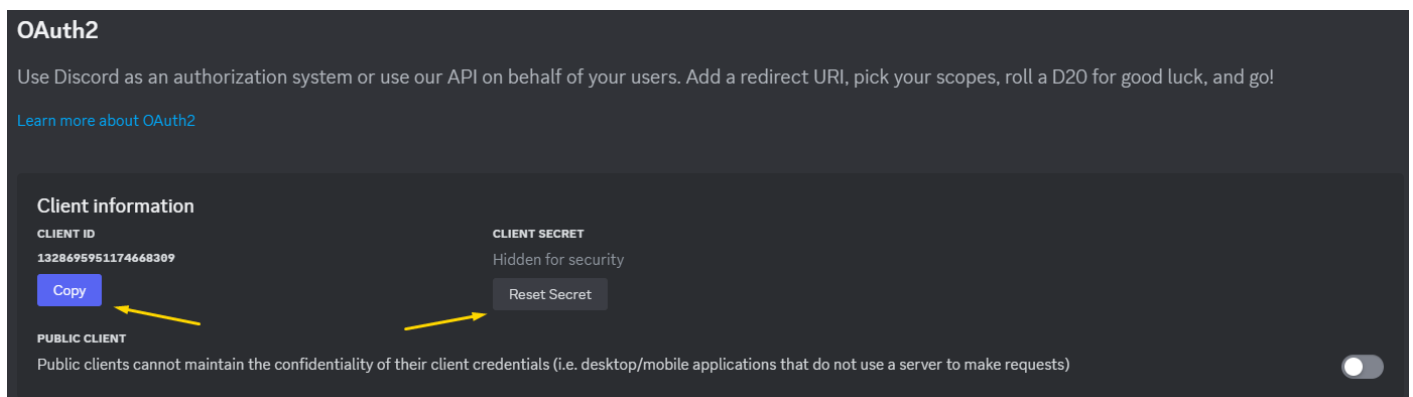 OAuth2
Use Discord as an authorization system or use our API on behalf of your users. Add a redirect URI, pick your scopes, roll a D20 for good luck, and go!
Learn more about OAuth2
Client information
CLIENT ID
1328695951174668309
Copy
CLIENT SECRET
Hidden for security
Reset Secret
PUBLIC CLIENT
Public clients cannot maintain the confidentiality of their client credentials (i.e. desktop/mobile applications that do not use a server to make requests)